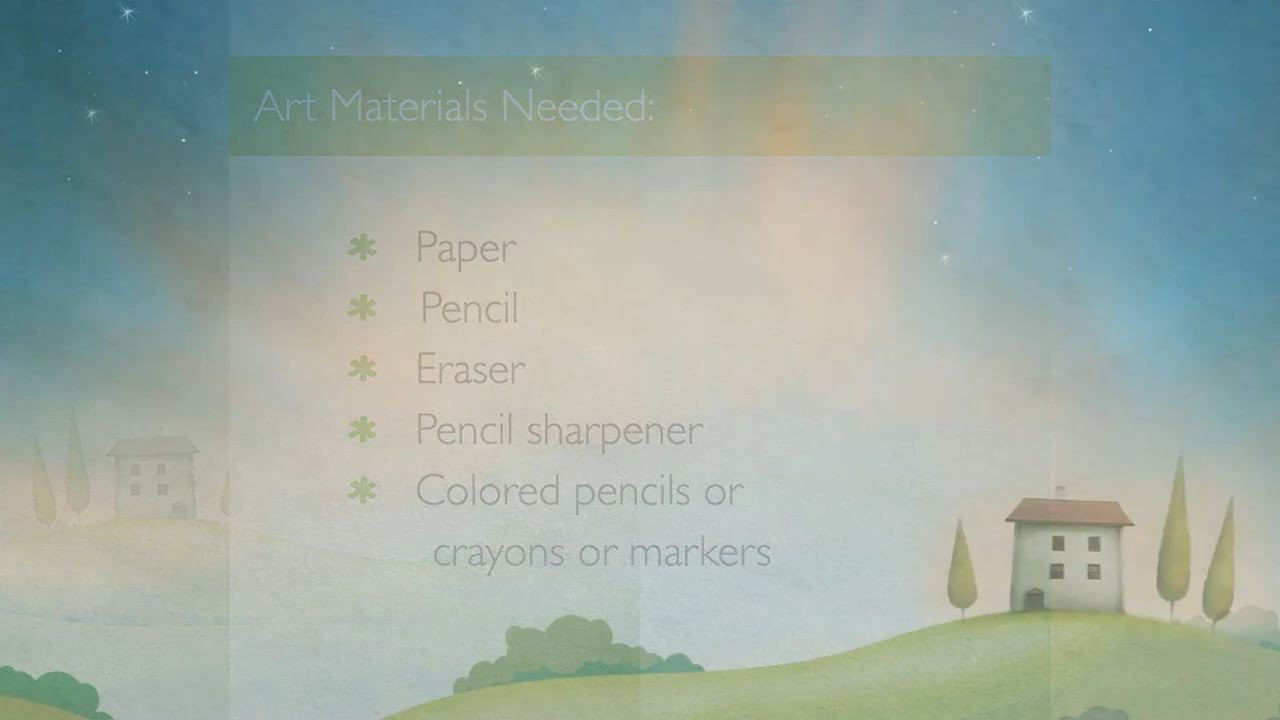 Art Materials Needed:
Paper
Pencil
Eraser
Pencil sharpener
Colored pencils or
crayons or markers